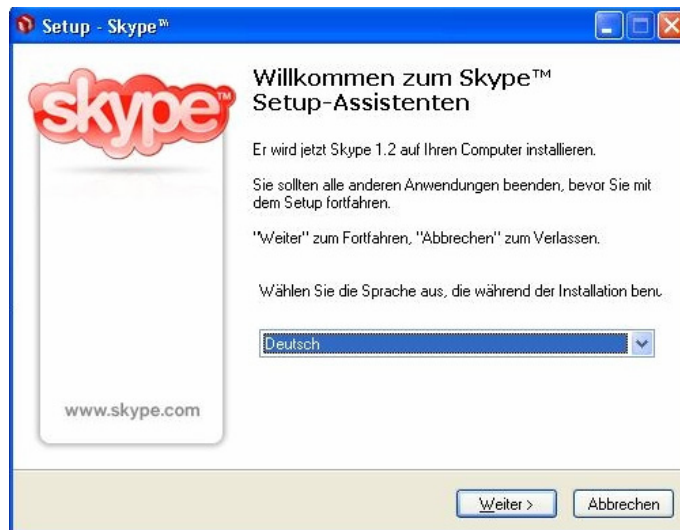 Setup - Skype™
skype™
Willkommen zum Skype™
Setup-Assistenten
Er wird jetzt Skype 1.2 auf Ihren Computer installieren.
Sie sollten alle anderen Anwendungen beenden, bevor Sie mit
dem Setup fortfahren.
"Weiter" zum Fortfahren, "Abbrechen" zum Verlassen.
Wählen Sie die Sprache aus, die während der Installation benu
Deutsch
www.skype.com
Weiter >
Abbrechen